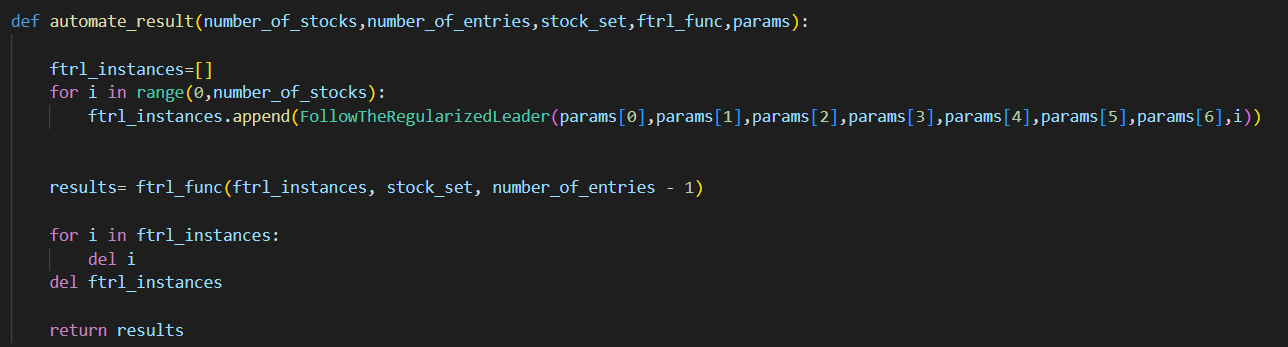 def automate_result(number_of_stocks,number_of_entries,stock_set,ftrl_func,params):
ftrl_instances=[]
for i in range(0,number_of_stocks):
ftrl_instances.append(FollowTheRegularizedLeader(params[0],params[1],params[2],params[3],params[4],params[5],params[6],i))
results= ftrl_func(ftrl_instances, stock_set, number_of_entries - 1)
for i in ftrl_instances:
del i
del ftrl_instances
return results